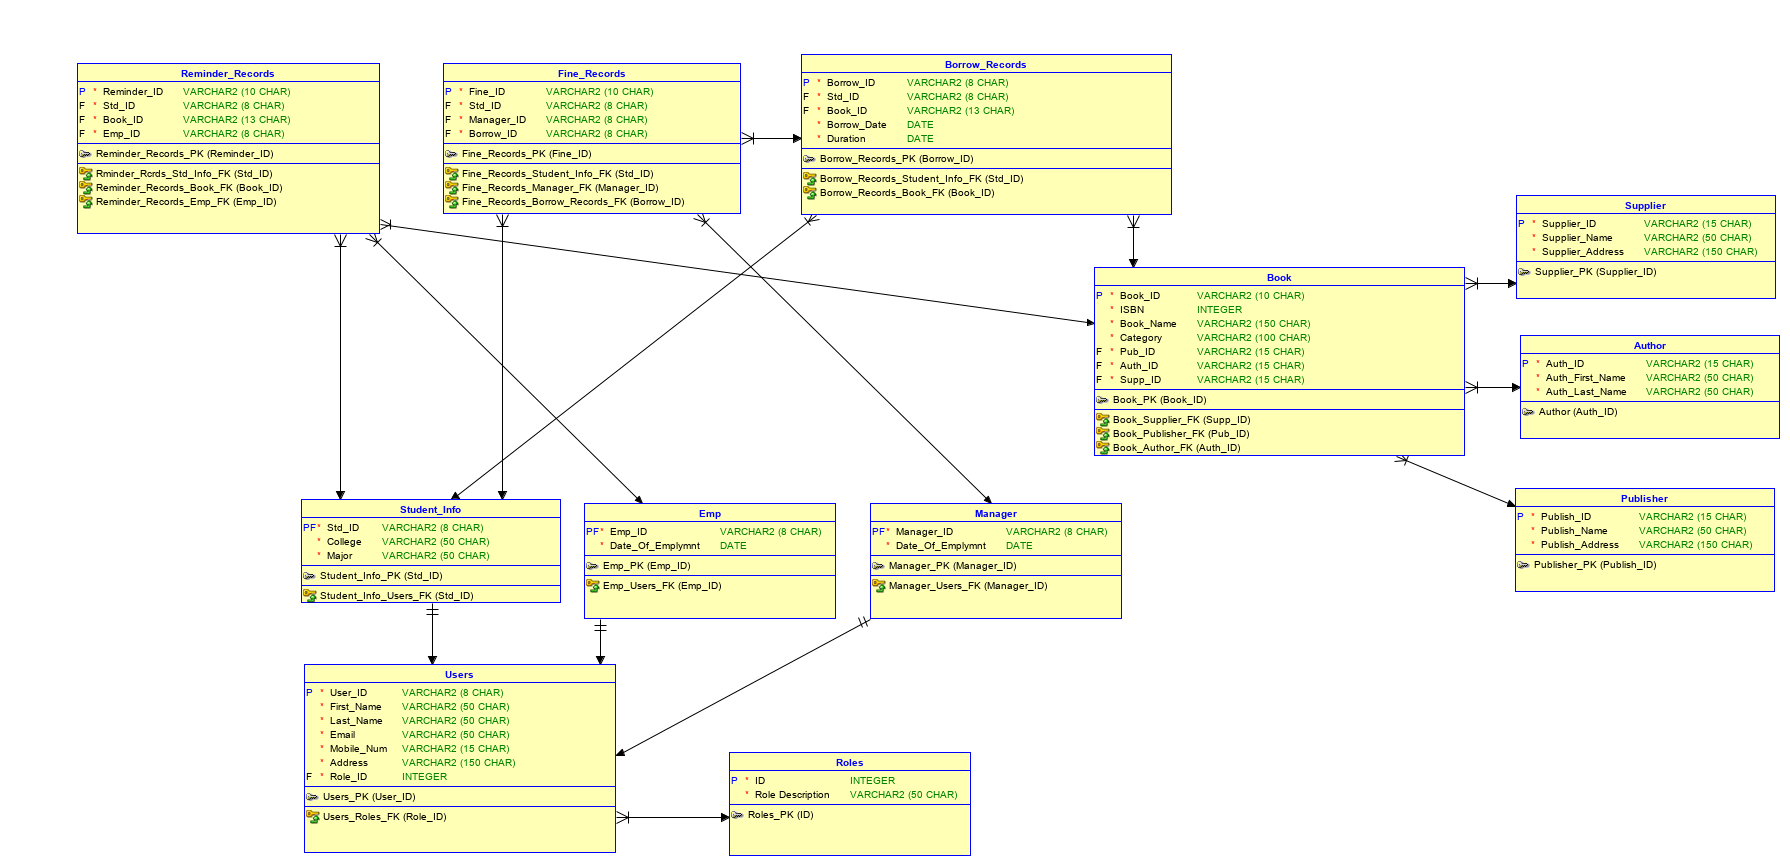 Reminder_Records
P * Reminder_ID VARCHAR2 (10 CHAR)
F * Std_ID VARCHAR2 (8 CHAR)
F * Book_ID VARCHAR2 (13 CHAR)
F * Emp_ID VARCHAR2 (8 CHAR)
Reminder_Records_PK (Reminder_ID)
Rminder_Rcrds_Std_Info_FK (Std_ID)
Reminder_Records_Book_FK (Book_ID)
Reminder_Records_Emp_FK (Emp_ID)
Fine_Records
P * Fine_ID VARCHAR2 (10 CHAR)
F * Std_ID VARCHAR2 (8 CHAR)
F * Manager_ID VARCHAR2 (8 CHAR)
F * Borrow_ID VARCHAR2 (8 CHAR)
Fine_Records_PK (Fine_ID)
Fine_Records_Student_Info_FK (Std_ID)
Fine_Records_Manager_FK (Manager_ID)
Fine_Records_Borrow_Records_FK (Borrow_ID)
Borrow_Records
P * Borrow_ID VARCHAR2 (8 CHAR)
F * Std_ID VARCHAR2 (8 CHAR)
F * Book_ID VARCHAR2 (13 CHAR)
* Borrow_Date DATE
* Duration DATE
Borrow_Records_PK (Borrow_ID)
Borrow_Records_Student_Info_FK (Std_ID)
Borrow_Records_Book_FK (Book_ID)
Supplier
P * Supplier_ID VARCHAR2 (15 CHAR)
* Supplier_Name VARCHAR2 (50 CHAR)
* Supplier_Address VARCHAR2 (150 CHAR)
Supplier_PK (Supplier_ID)
Book
P * Book_ID VARCHAR2 (10 CHAR)
* ISBN INTEGER
* Book_Name VARCHAR2 (150 CHAR)
* Category VARCHAR2 (100 CHAR)
F * Pub_ID VARCHAR2 (15 CHAR)
F * Auth_ID VARCHAR2 (15 CHAR)
F * Supp_ID VARCHAR2 (15 CHAR)
Book_PK (Book_ID)
Book_Supplier_FK (Supp_ID)
Book_Publisher_FK (Pub_ID)
Book_Author_FK (Auth_ID)
Author
P * Auth_ID VARCHAR2 (15 CHAR)
* Auth_First_Name VARCHAR2 (50 CHAR)
* Auth_Last_Name VARCHAR2 (50 CHAR)
Author (Auth_ID)
Publisher
P * Publish_ID VARCHAR2 (15 CHAR)
* Publish_Name VARCHAR2 (50 CHAR)
* Publish_Address VARCHAR2 (150 CHAR)
Publisher_PK (Publish_ID)
Student_Info
PF* Std_ID VARCHAR2 (8 CHAR)
* College VARCHAR2 (50 CHAR)
* Major VARCHAR2 (50 CHAR)
Student_Info_PK (Std_ID)
Student_Info_Users_FK (Std_ID)
Emp
PF* Emp_ID VARCHAR2 (8 CHAR)
* Date_Of_Emplymnt DATE
Emp_PK (Emp_ID)
Emp_Users_FK (Emp_ID)
Manager
PF* Manager_ID VARCHAR2 (8 CHAR)
* Date_Of_Emplymnt DATE
Manager_PK (Manager_ID)
Manager_Users_FK (Manager_ID)
Users
P * User_ID VARCHAR2 (8 CHAR)
* First_Name VARCHAR2 (50 CHAR)
* Last_Name VARCHAR2 (50 CHAR)
* Email VARCHAR2 (50 CHAR)
* Mobile_Num VARCHAR2 (15 CHAR)
* Address VARCHAR2 (150 CHAR)
F * Role_ID INTEGER
Users_PK (User_ID)
Users_Roles_FK (Role_ID)
Roles
P * ID INTEGER
* Role Description VARCHAR2 (50 CHAR)
Roles_PK (ID)